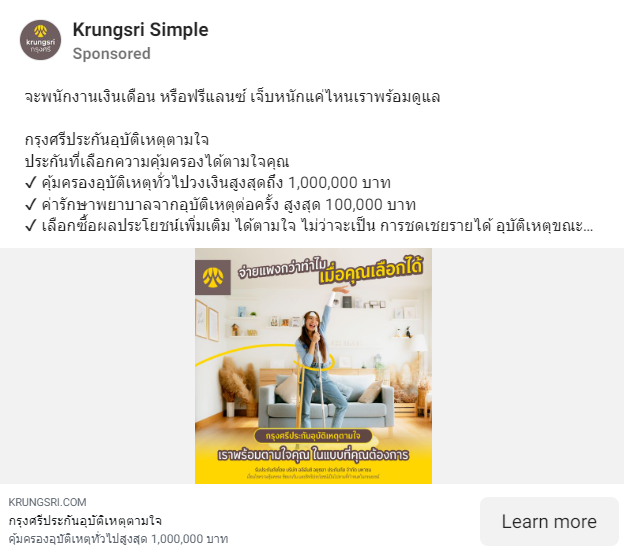 krungsri
กรุงศรี
Krungsri Simple
Sponsored
จะพนักงานเงินเดือน หรือฟรีแลนซ์ เจ็บหนักแค่ไหนเราพร้อมดูแล
กรุงศรีประกันอุบัติเหตุตามใจ
ประกันที่เลือกความคุ้มครองได้ตามใจคุณ
✓ คุ้มครองอุบัติเหตุทั่วไปวงเงินสูงสุดถึง 1,000,000 บาท
✓ ค่ารักษาพยาบาลจากอุบัติเหตุต่อครั้ง สูงสุด 100,000 บาท
✓ เลือกซื้อผลประโยชน์เพิ่มเติม ได้ตามใจ ไม่ว่าจะเป็น การชดเชยรายได้ อุบัติเหตุขณะ...
จ่ายแพงกว่าทำไม
เมื่อคุณเลือกได้
กรุงศรีประกันอุบัติเหตุตามใจ
เราพร้อมตามใจคุณ ในแบบที่คุณต้องการ
KRUNGSRI.COM
กรุงศรีประกันอุบัติเหตุตามใจ
คุ้มครองอุบัติเหตุทั่วไปสูงสุด 1,000,000 บาท
Learn more